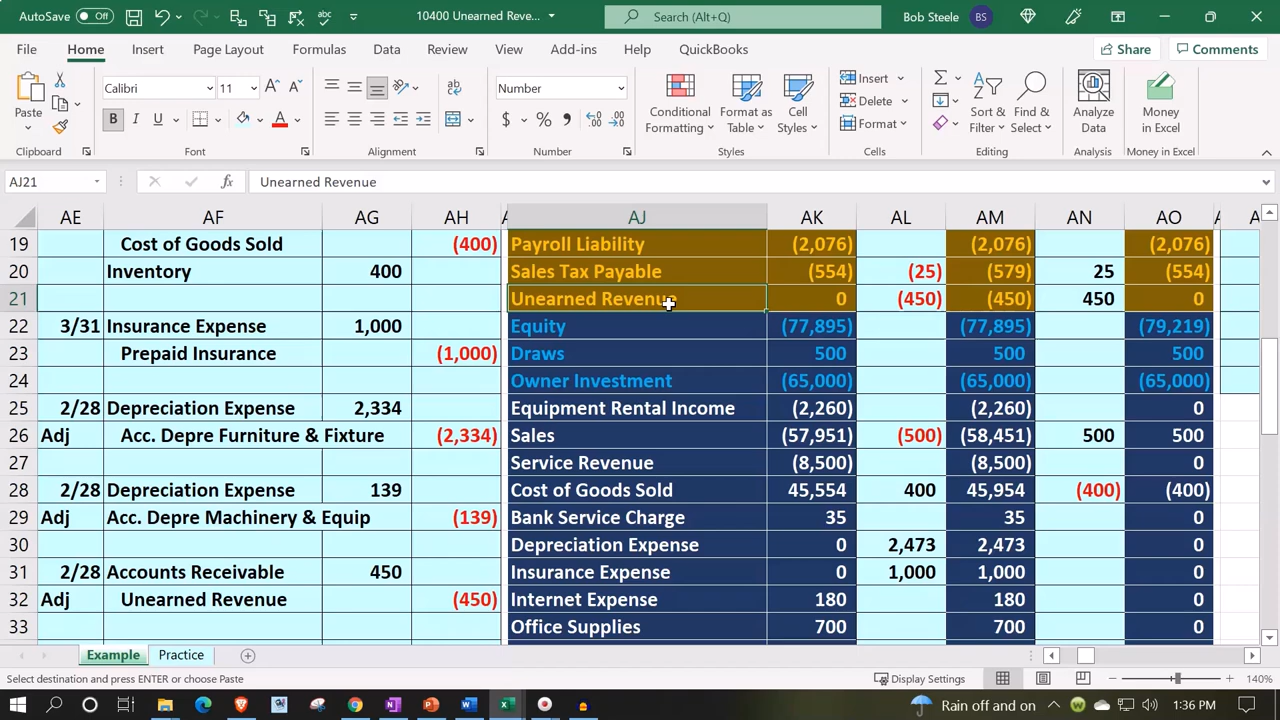 AutoSave Off 10400 Unearned Reve... Search (Alt+Q) Bob Steele BS
File Home Insert Page Layout Formulas Data Review View Add-ins Help QuickBooks Share Comments
Paste Calibri 11 Number Conditional Formatting Format as Table Cell Styles Insert Delete Format Sort & Filter Find & Select Analyze Data Money in Excel
Clipboard Font Alignment Number Styles Cells Editing Analysis Money in Excel
AJ21 fx Unearned Revenue
AE AF AG AH AJ AK AL AM AN AO
19 Cost of Goods Sold (400) Payroll Liability (2,076) (2,076) (2,076)
20 Inventory 400 Sales Tax Payable (554) (25) (579) 25 (554)
21 Unearned Revenue 0 (450) (450) 450 0
22 3/31 Insurance Expense 1,000 Equity (77,895) (77,895) (79,219)
23 Prepaid Insurance (1,000) Draws 500 500 500
24 Owner Investment (65,000) (65,000) (65,000)
25 2/28 Depreciation Expense 2,334 Equipment Rental Income (2,260) (2,260) 0
26 Adj Acc. Depre Furniture & Fixture (2,334) Sales (57,951) (500) (58,451) 500 500
27 Service Revenue (8,500) (8,500) 0
28 2/28 Depreciation Expense 139 Cost of Goods Sold 45,554 400 45,954 (400) (400)
29 Adj Acc. Depre Machinery & Equip (139) Bank Service Charge 35 35 0
30 Depreciation Expense 0 2,473 2,473 0
31 2/28 Accounts Receivable 450 Insurance Expense 0 1,000 1,000 0
32 Adj Unearned Revenue (450) Internet Expense 180 180 0
33 Office Supplies 700 700 0
Example Practice
Select destination and press ENTER or choose Paste Display Settings 140%
Rain off and on 1:36 PM